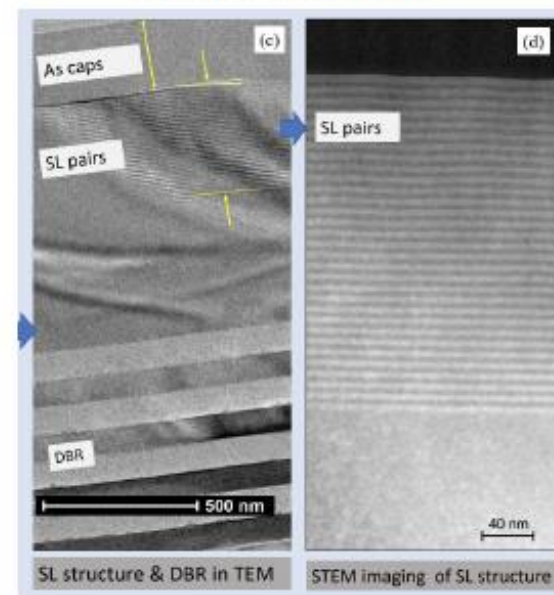 (c)
As caps
SL pairs
DBR
500 nm
SL structure & DBR in TEM
(d)
SL pairs
40 nm
STEM imaging of SL structure